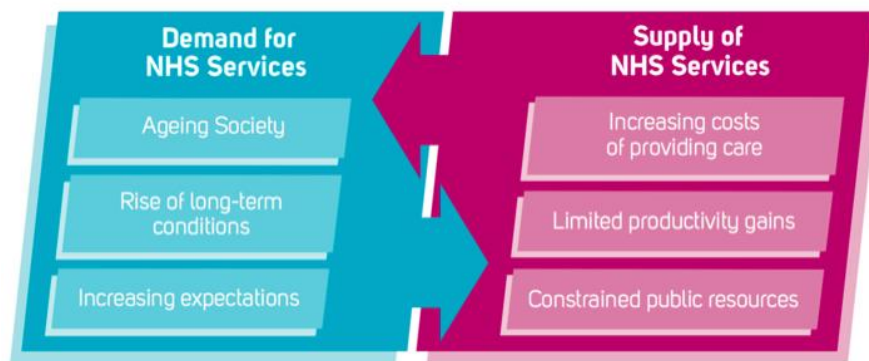 Demand for
NHS Services
Ageing Society
Rise of long-term
conditions
Increasing expectations
Supply of
NHS Services
Increasing costs
of providing care
Limited productivity gains
Constrained public resources